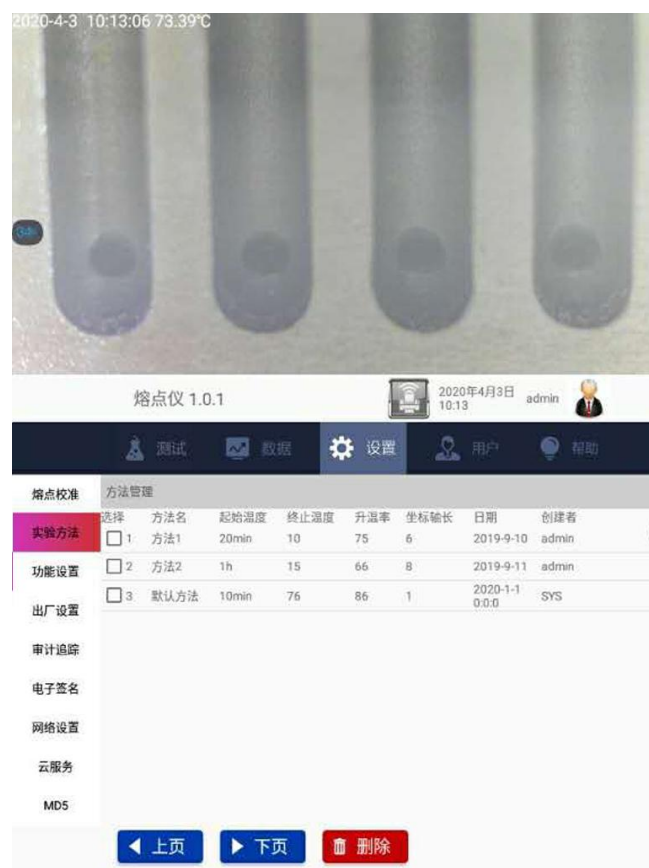 2020-4-3 10:13:06 73.39℃
熔点仪 1.0.1
2020年4月3日
10:13
admin
测试 数据 设置 用户 帮助
熔点校准
实验方法
功能设置
出厂设置
审计追踪
电子签名
网络设置
云服务
MD5
方法管理
选择 方法名 起始温度 终止温度 升温率 坐标轴长 日期 创建者
1 方法1 20min 10 75 6 2019-9-10 admin
2 方法2 1h 15 66 8 2019-9-11 admin
3 默认方法 10min 76 86 1 2020-1-1 0:0:0 SYS
上页 下页 删除